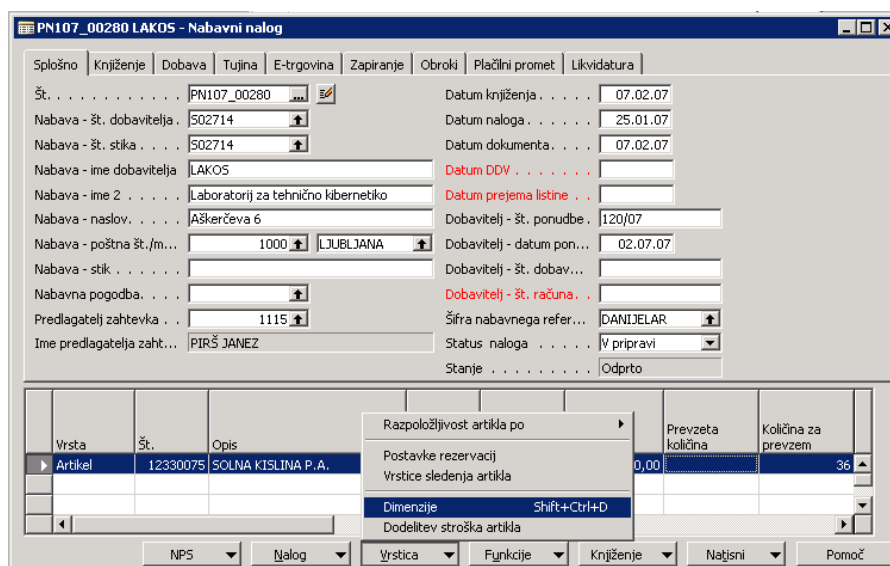 PN107_00280 LAKOS - Nabavni nalog
Splošno Knjiženje Dobava Tujina E-trgovina Zapiranje Obroki Plačilni promet Likvidatura
Št. . . . . . . . . . . . . PN107_00280 ...
Datum knjiženja . . . . . 07.02.07
Nabava - št. dobavitelja . S02714
Datum naloga . . . . . . 25.01.07
Nabava - št. stika . . . . S02714
Datum dokumenta. . . . 07.02.07
Nabava - ime dobavitelja LAKOS
Datum DDV . . . . . . .
Nabava - ime 2 . . . . . Laboratorij za tehnično kibernetiko
Datum prejema listine . .
Nabava - naslov. . . . . Aškerčeva 6
Dobavitelj - št. ponudbe . 120/07
Nabava - poštna št./m... 1000 LJUBLJANA
Dobavitelj - datum pon... 02.07.07
Nabava - stik . . . . . . .
Dobavitelj - št. dobav...
Nabavna pogodba. . . .
Dobavitelj - št. računa. . .
Predlagatelj zahtevka . . 1115
Šifra nabavnega refer... DANIJELAR
Ime predlagatelja zaht... PIRŠ JANEZ
Status naloga . . . . . V pripravi
Stanje . . . . . . . . . Odprto
Vrsta Št. Opis Prevzeta količina Količina za prevzem
Artikel 12330075 SOLNA KISLINA P.A. 0,00 36
Razpoložljivost artikla po
Postavke rezervacij
Vrstice sledenja artikla
Dimenzije Shift+Ctrl+D
Dodelitev stroška artikla
NPS Nalog Vrstica Funkcije Knjiženje Natisni Pomoč